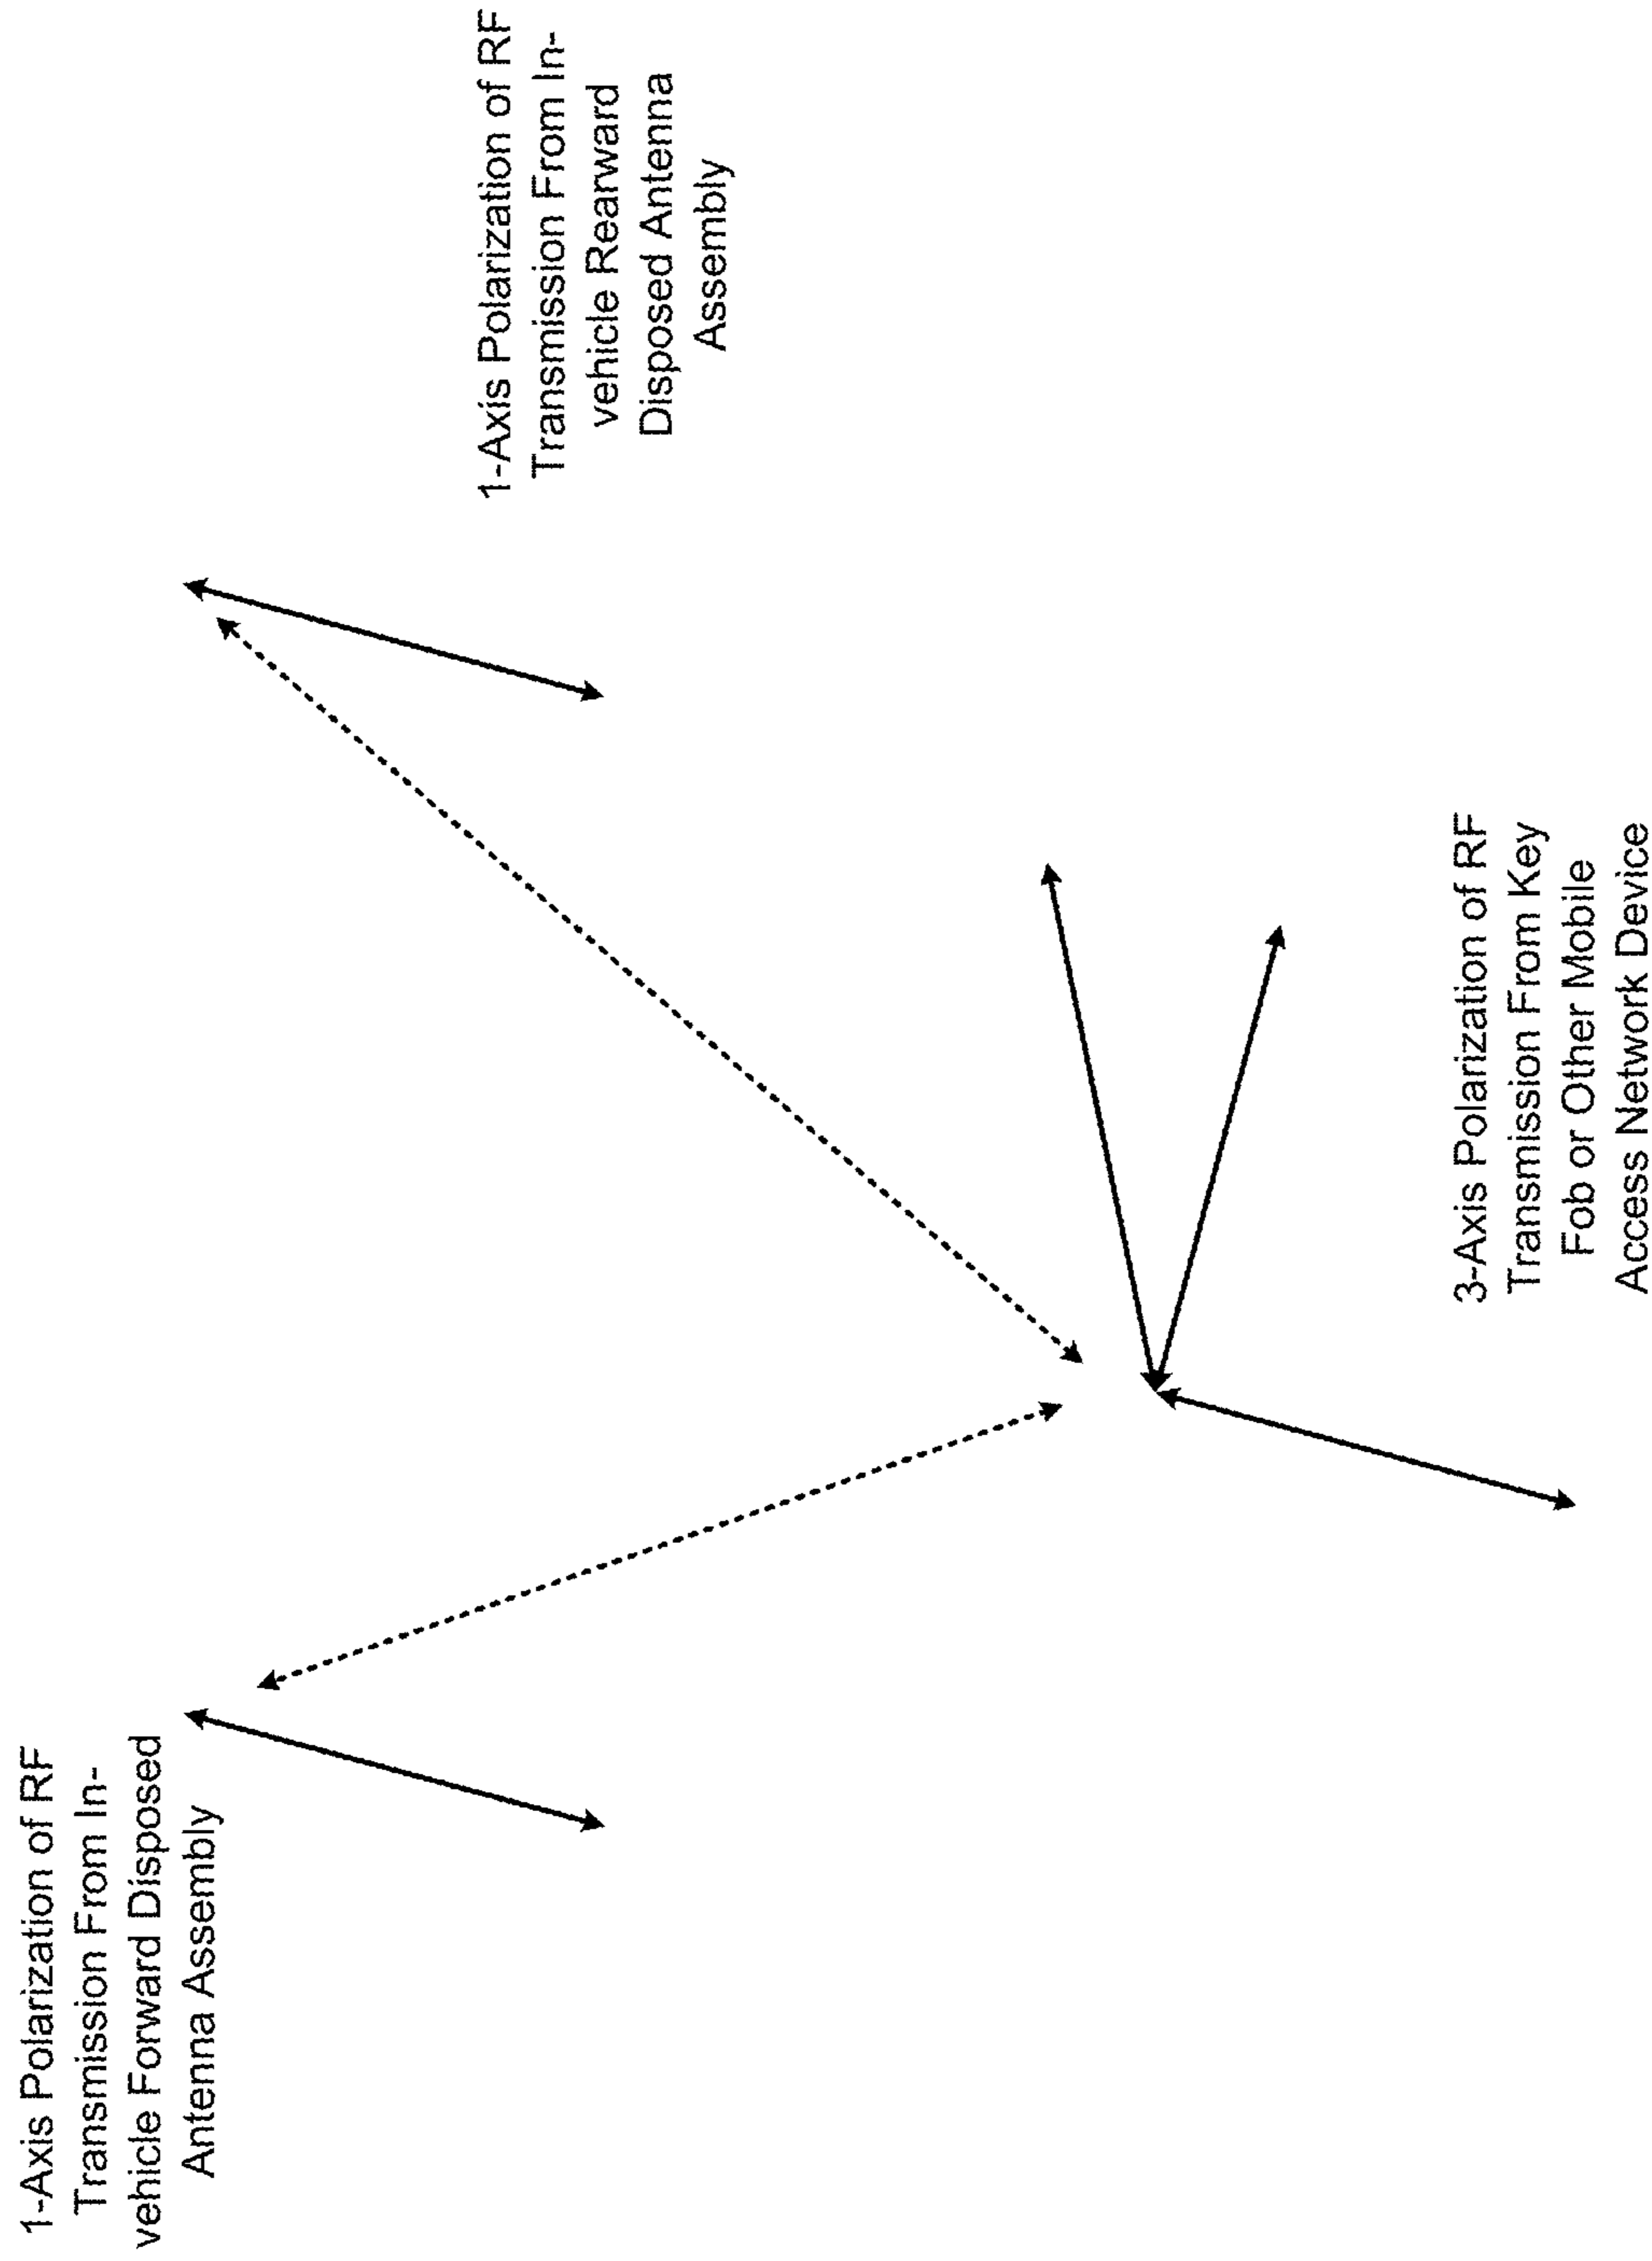 1-Axis Polarization of RF
Transmission From In-
vehicle Forward Disposed
Antenna Assembly
1-Axis Polarization of RF
Transmission From In-
vehicle Rearward
Disposed Antenna
Assembly
3-Axis Polarization of RF
Transmission From Key
Fob or Other Mobile
Access Network Device